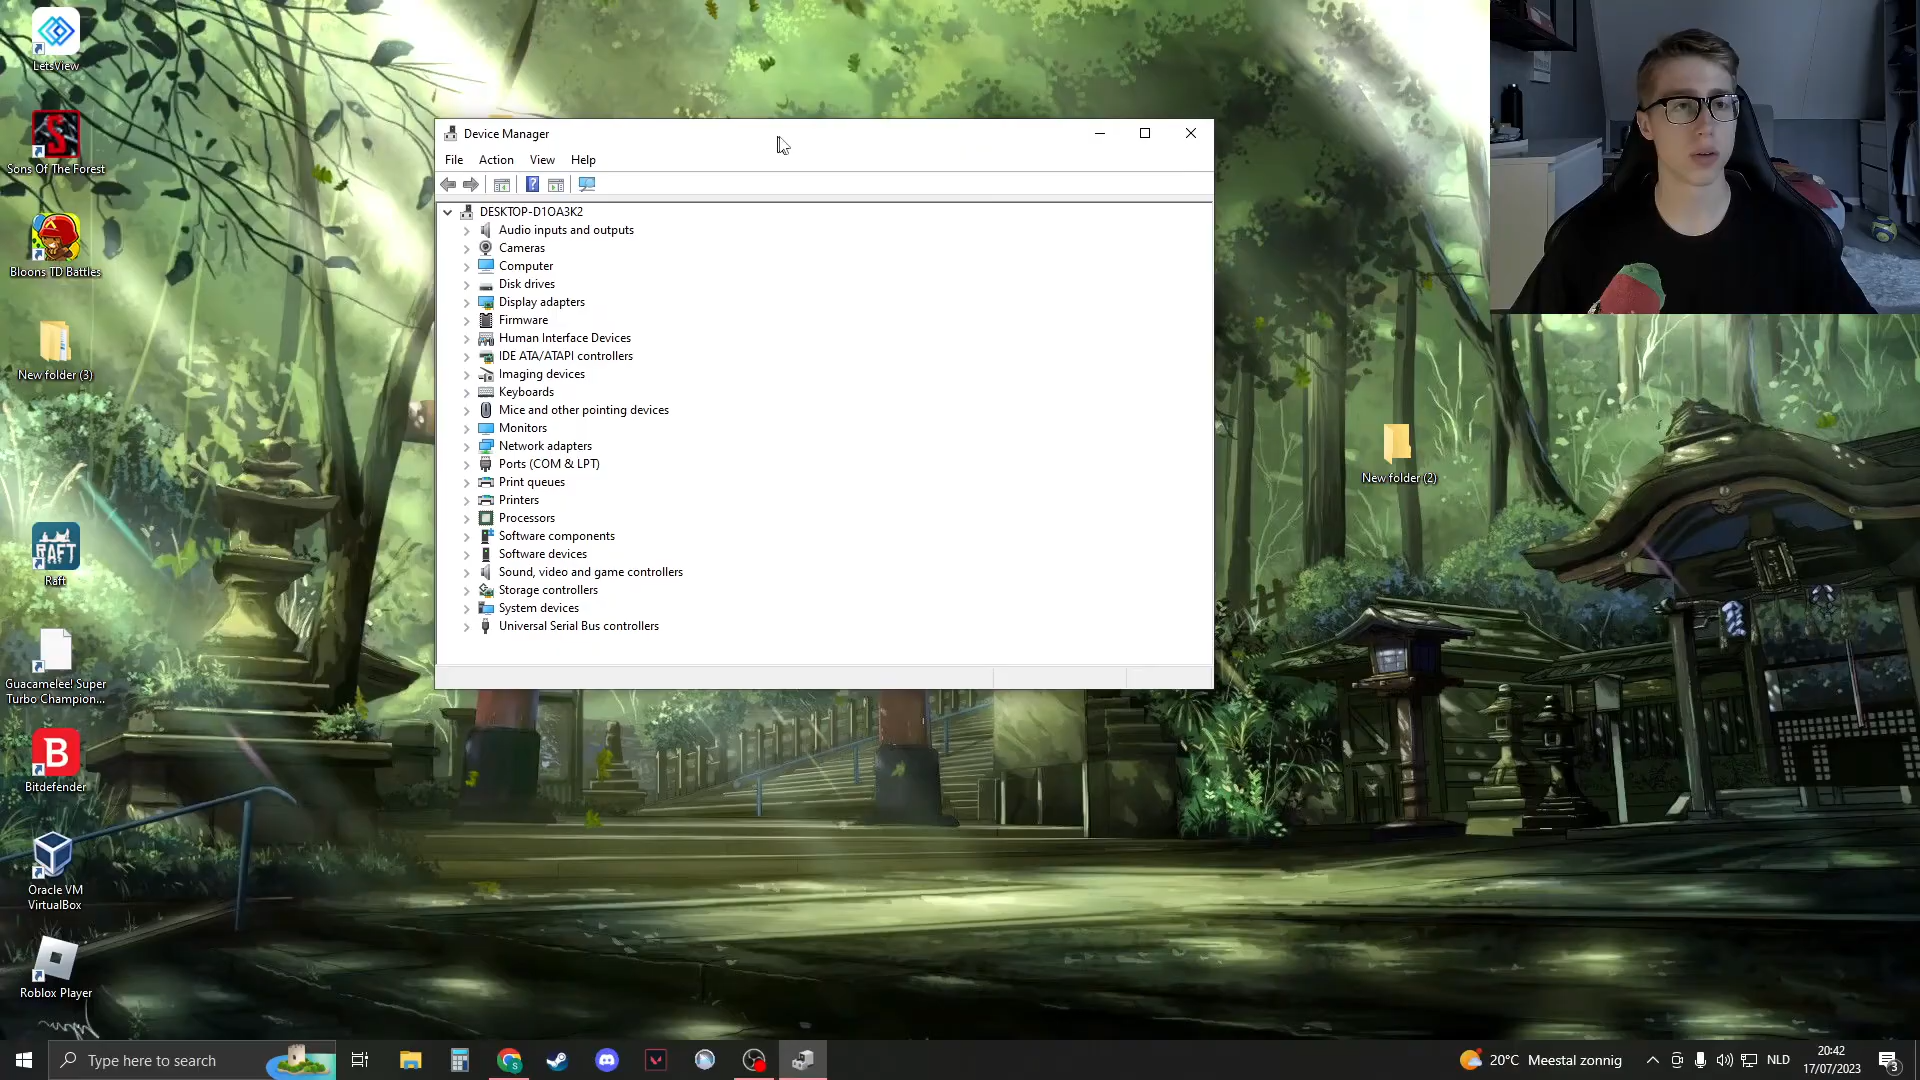 LetsView
Sons Of The Forest
Bloons TD Battles
New folder (3)
RAFT
Raft
Guacamelee! Super
Turbo Champion...
B
Bitdefender
Oracle VM
VirtualBox
Roblox Player
Device Manager
File Action View Help
DESKTOP-D1OA3K2
Audio inputs and outputs
Cameras
Computer
Disk drives
Display adapters
Firmware
Human Interface Devices
IDE ATA/ATAPI controllers
Imaging devices
Keyboards
Mice and other pointing devices
Monitors
Network adapters
Ports (COM & LPT)
Print queues
Printers
Processors
Software components
Software devices
Sound, video and game controllers
Storage controllers
System devices
Universal Serial Bus controllers
New folder (2)
Type here to search
20°C Meestal zonnig
NLD
20:42
17/07/2023
3